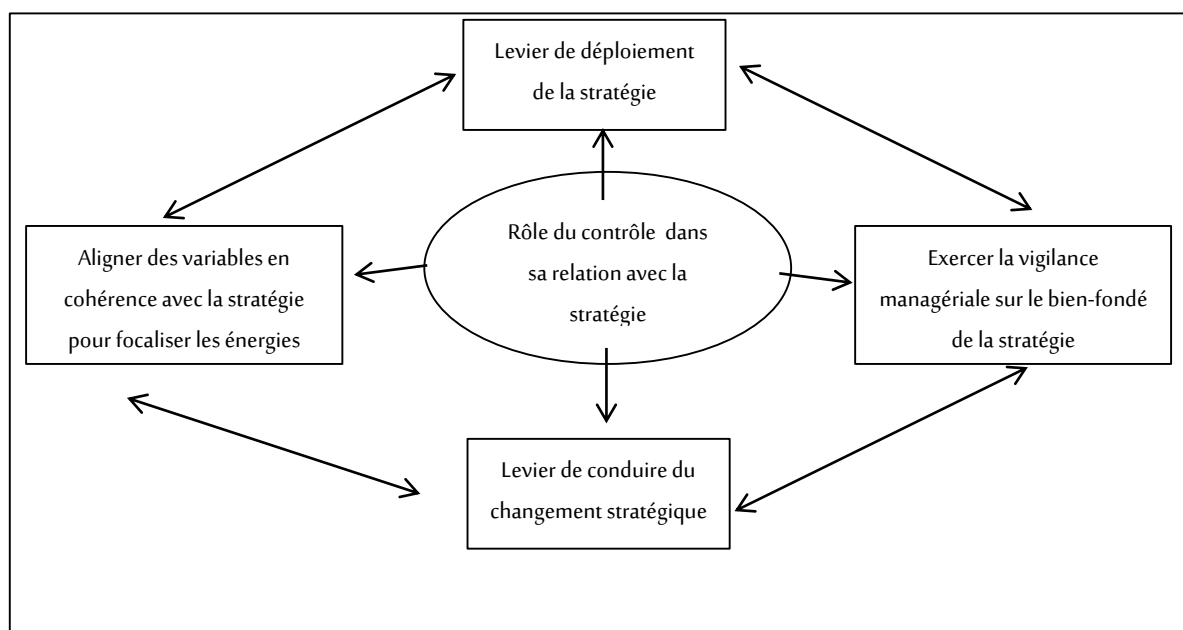 Levier de déploiement
de la stratégie
Aligner des variables en
cohérence avec la stratégie
pour focaliser les énergies
Rôle du contrôle dans
sa relation avec la
stratégie
Exercer la vigilance
managériale sur le bien-fondé
de la stratégie
Levier de conduire du
changement stratégique